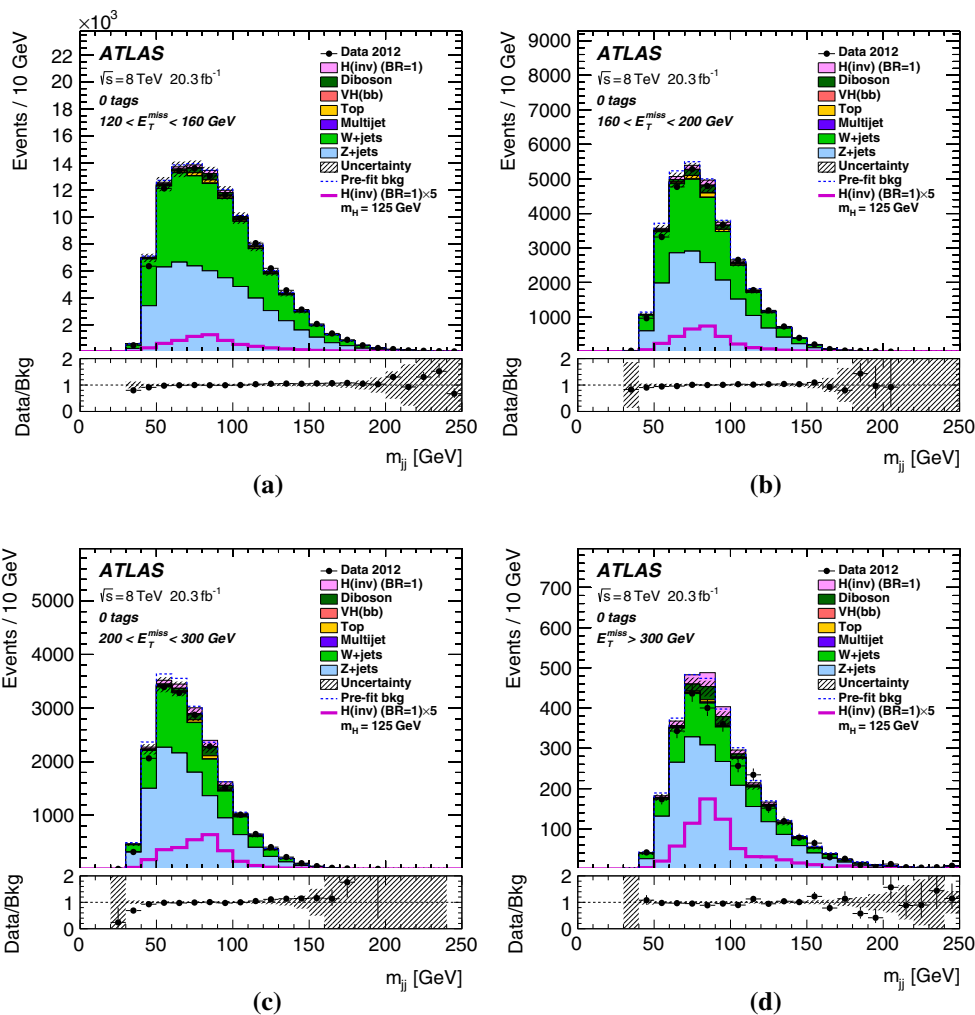 ×10³
Events / 10 GeV
22
20
18
16
14
12
10
8
6
4
2
ATLAS
√s = 8 TeV 20.3 fb⁻¹
0 tags
120 < E_T^miss < 160 GeV
Data 2012
H(inv) (BR=1)
Diboson
VH(bb)
Top
Multijet
W+jets
Z+jets
Uncertainty
Pre-fit bkg
H(inv) (BR=1)×5
m_H = 125 GeV
Data/Bkg
2
1
0
0 50 100 150 200 250
m_jj [GeV]
(a)
Events / 10 GeV
9000
8000
7000
6000
5000
4000
3000
2000
1000
ATLAS
√s = 8 TeV 20.3 fb⁻¹
0 tags
160 < E_T^miss < 200 GeV
Data 2012
H(inv) (BR=1)
Diboson
VH(bb)
Top
Multijet
W+jets
Z+jets
Uncertainty
Pre-fit bkg
H(inv) (BR=1)×5
m_H = 125 GeV
Data/Bkg
2
1
0
0 50 100 150 200 250
m_jj [GeV]
(b)
Events / 10 GeV
5000
4000
3000
2000
1000
ATLAS
√s = 8 TeV 20.3 fb⁻¹
0 tags
200 < E_T^miss < 300 GeV
Data 2012
H(inv) (BR=1)
Diboson
VH(bb)
Top
Multijet
W+jets
Z+jets
Uncertainty
Pre-fit bkg
H(inv) (BR=1)×5
m_H = 125 GeV
Data/Bkg
2
1
0
0 50 100 150 200 250
m_jj [GeV]
(c)
Events / 10 GeV
700
600
500
400
300
200
100
ATLAS
√s = 8 TeV 20.3 fb⁻¹
0 tags
E_T^miss > 300 GeV
Data 2012
H(inv) (BR=1)
Diboson
VH(bb)
Top
Multijet
W+jets
Z+jets
Uncertainty
Pre-fit bkg
H(inv) (BR=1)×5
m_H = 125 GeV
Data/Bkg
2
1
0
0 50 100 150 200 250
m_jj [GeV]
(d)